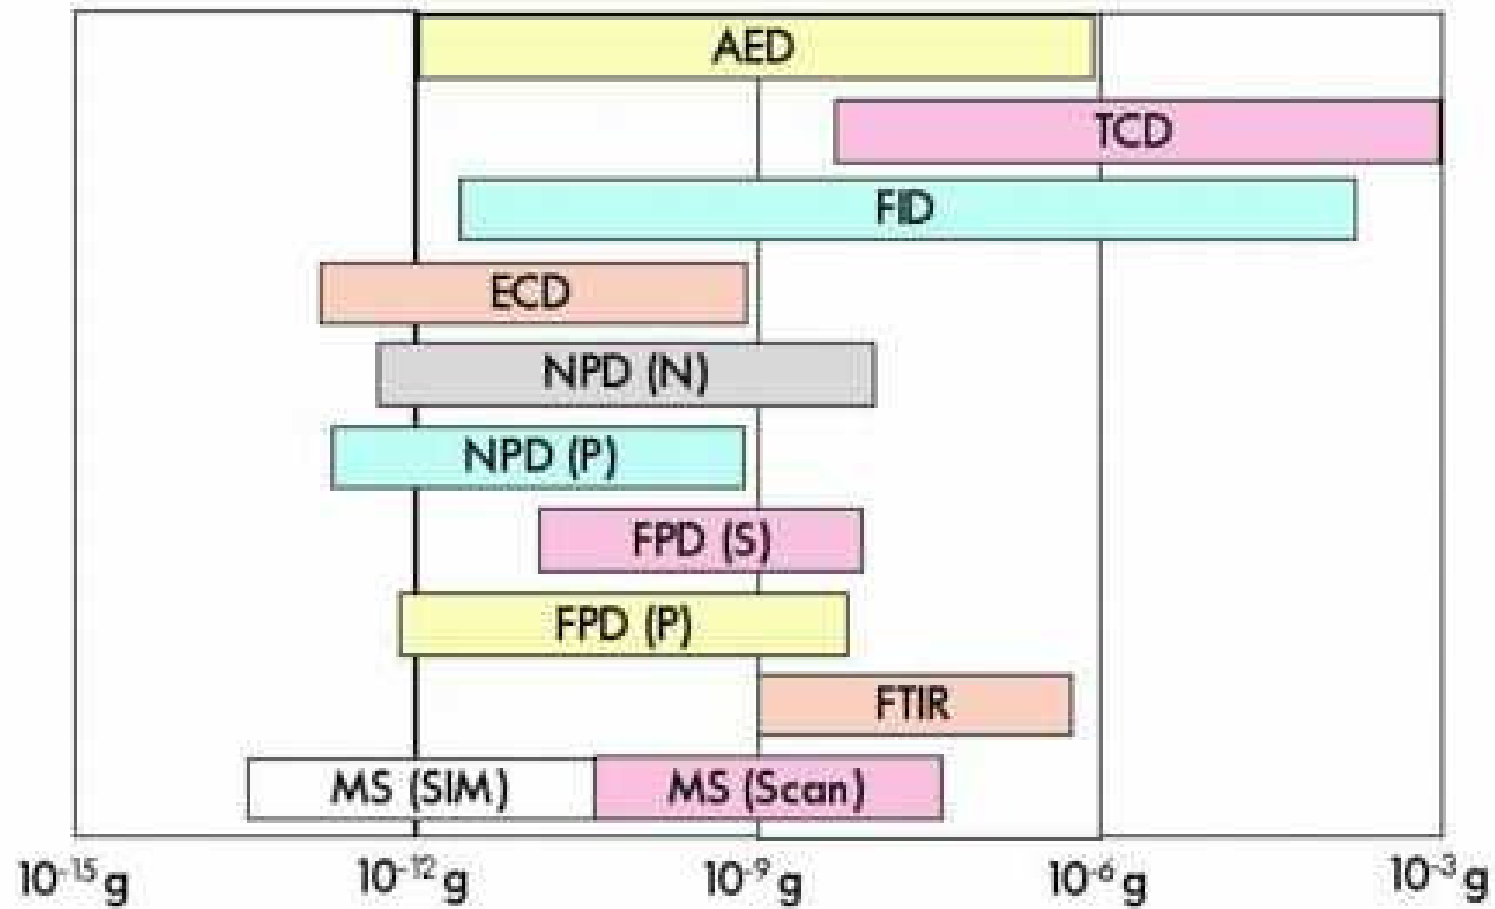 AED
TCD
FID
ECD
NPD (N)
NPD (P)
FPD (S)
FPD (P)
FTIR
MS (SIM) MS (Scan)
10⁻¹⁵ g 10⁻¹² g 10⁻⁹ g 10⁻⁶ g 10⁻³ g